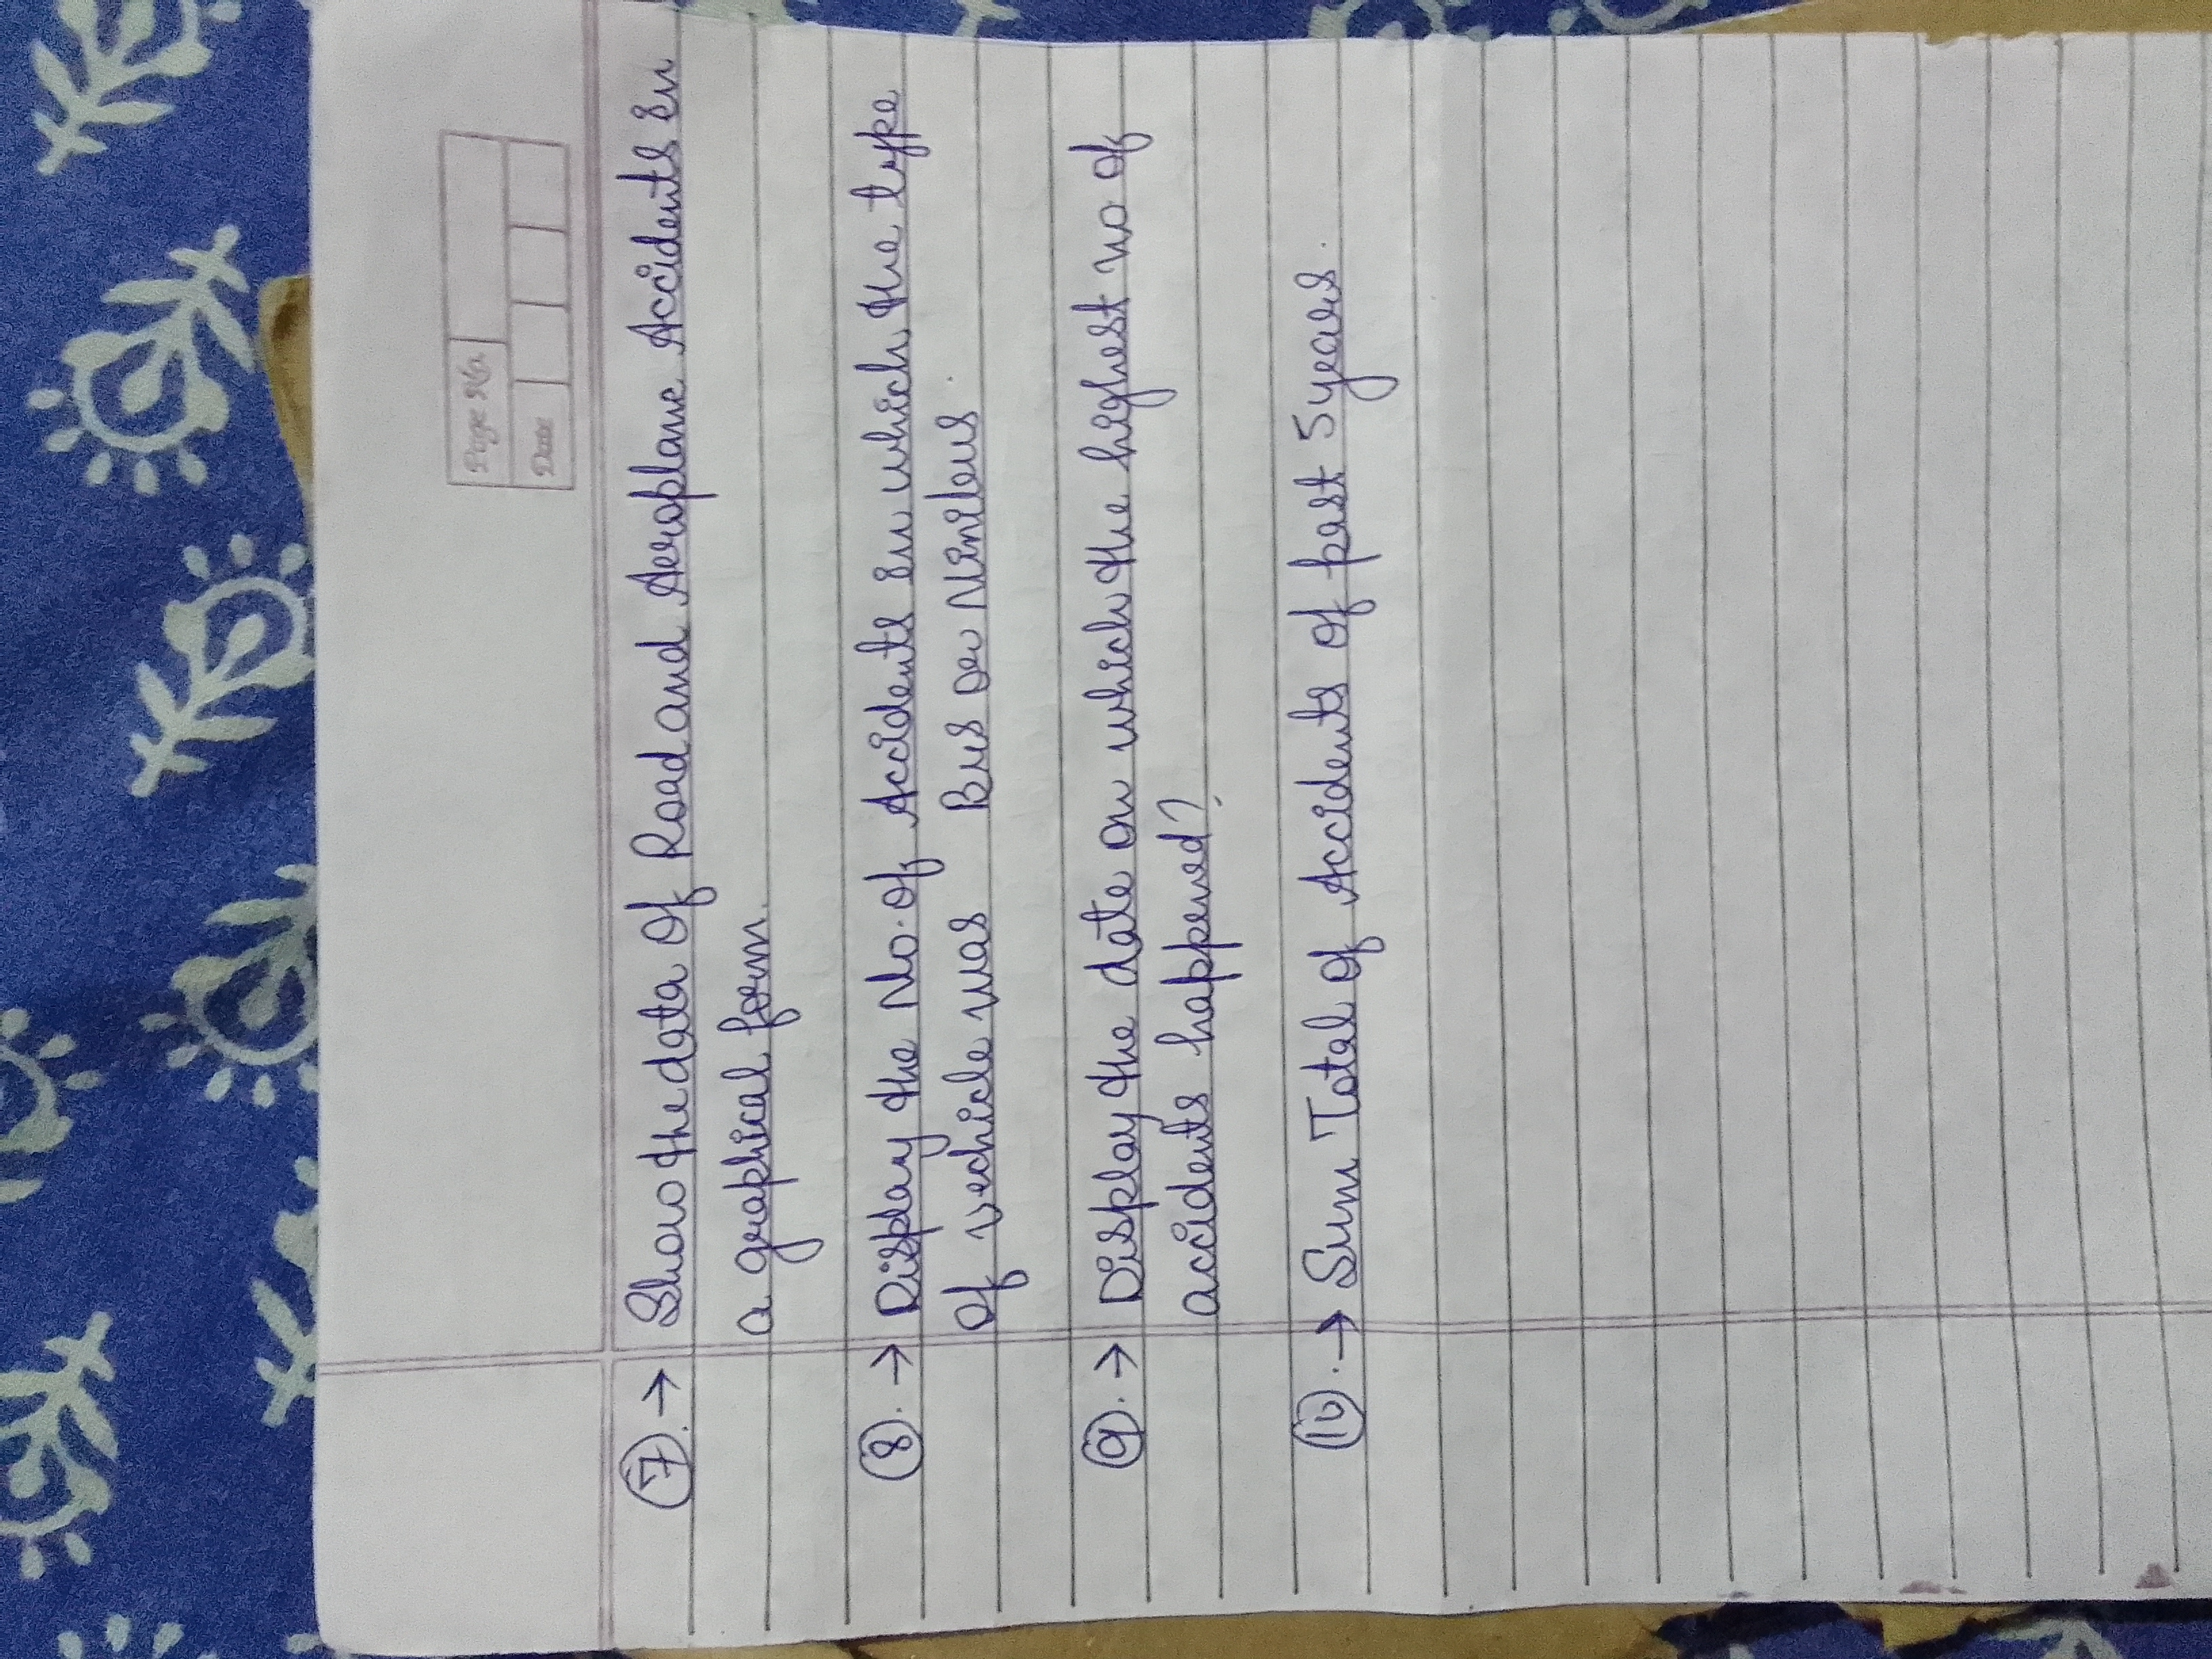 Page No.
Date
7. → Show the data Of Road and Aeroplane Accidents in
a graphical form.
8. → Display the No. of Accidents in which the type
of vechicle was Bus or Minibus.
9. → Display the date on which the highest no of
accidents happened?
10. → Sum Total of Accidents of past 5 years.